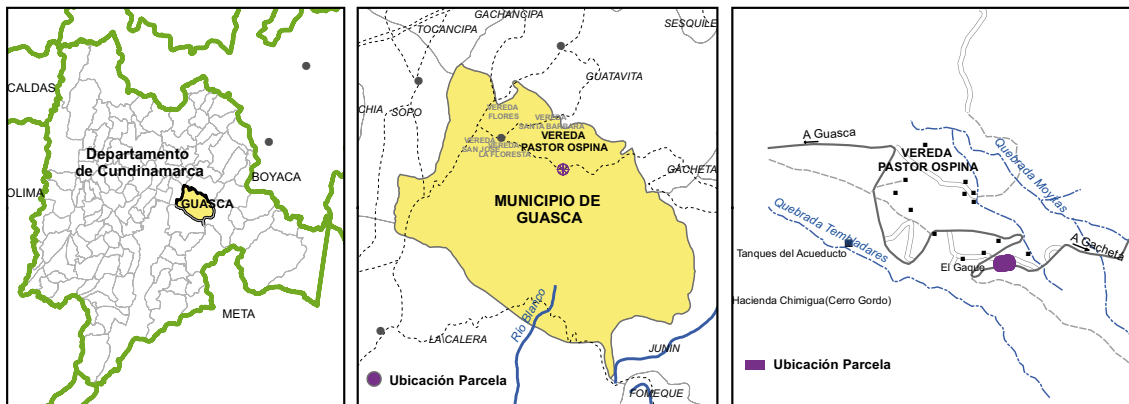 CALDAS
Departamento
de Cundinamarca
OLIMA
BOYACA
GUASCA
META
GACHANCIPA
TOCANCIPA
SESQUILE
GUATAVITA
CHIA
SOPO
VEREDA
FLORES
VEREDA
SANTA BARBARA
VEREDA
SAN JOSE
VEREDA
LA FLORESTA
VEREDA
PASTOR OSPINA
GACHETA
MUNICIPIO DE
GUASCA
Río Blanco
LA CALERA
JUNIN
FOMEQUE
Ubicación Parcela
A Guasca
VEREDA
PASTOR OSPINA
Quebrada Moyitas
Quebrada Tembladares
A Gacheta
Tanques del Acueducto
El Gaque
Hacienda Chimigua(Cerro Gordo)
Ubicación Parcela